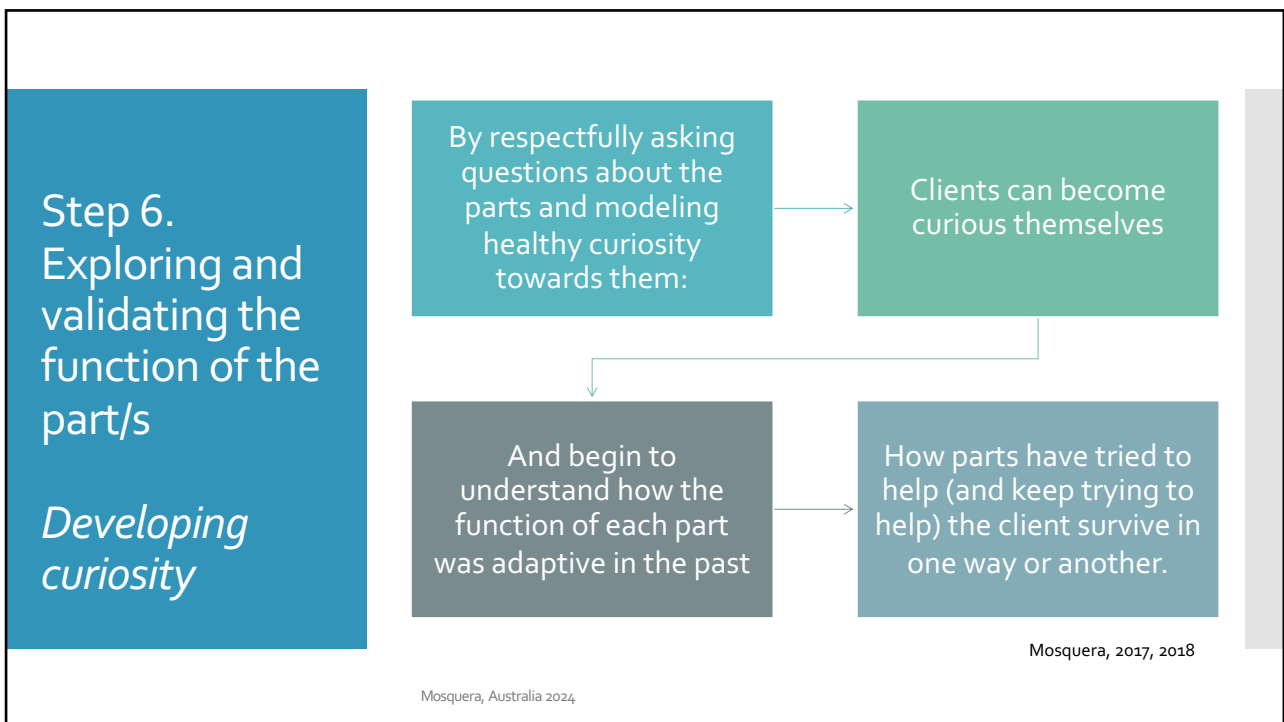 Step 6.
Exploring and
validating the
function of the
part/s
Developing
curiosity
By respectfully asking
questions about the
parts and modeling
healthy curiosity
towards them:
Clients can become
curious themselves
And begin to
understand how the
function of each part
was adaptive in the past
How parts have tried to
help (and keep trying to
help) the client survive in
one way or another.
Mosquera, 2017, 2018
Mosquera, Australia 2024